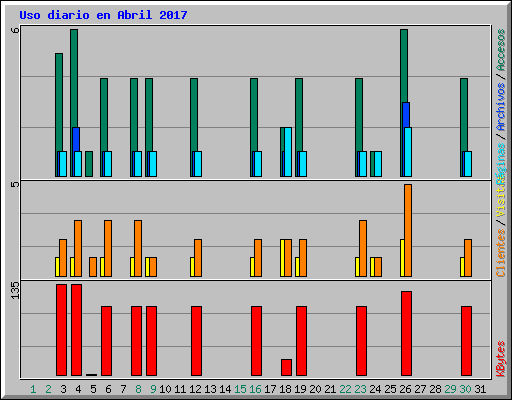 Uso diario en Abril 2017
6
5
135
Accesos / Archivos / Páginas
Visitas / Clientes
KBytes
1 2 3 4 5 6 7 8 9 10 11 12 13 14 15 16 17 18 19 20 21 22 23 24 25 26 27 28 29 30 31